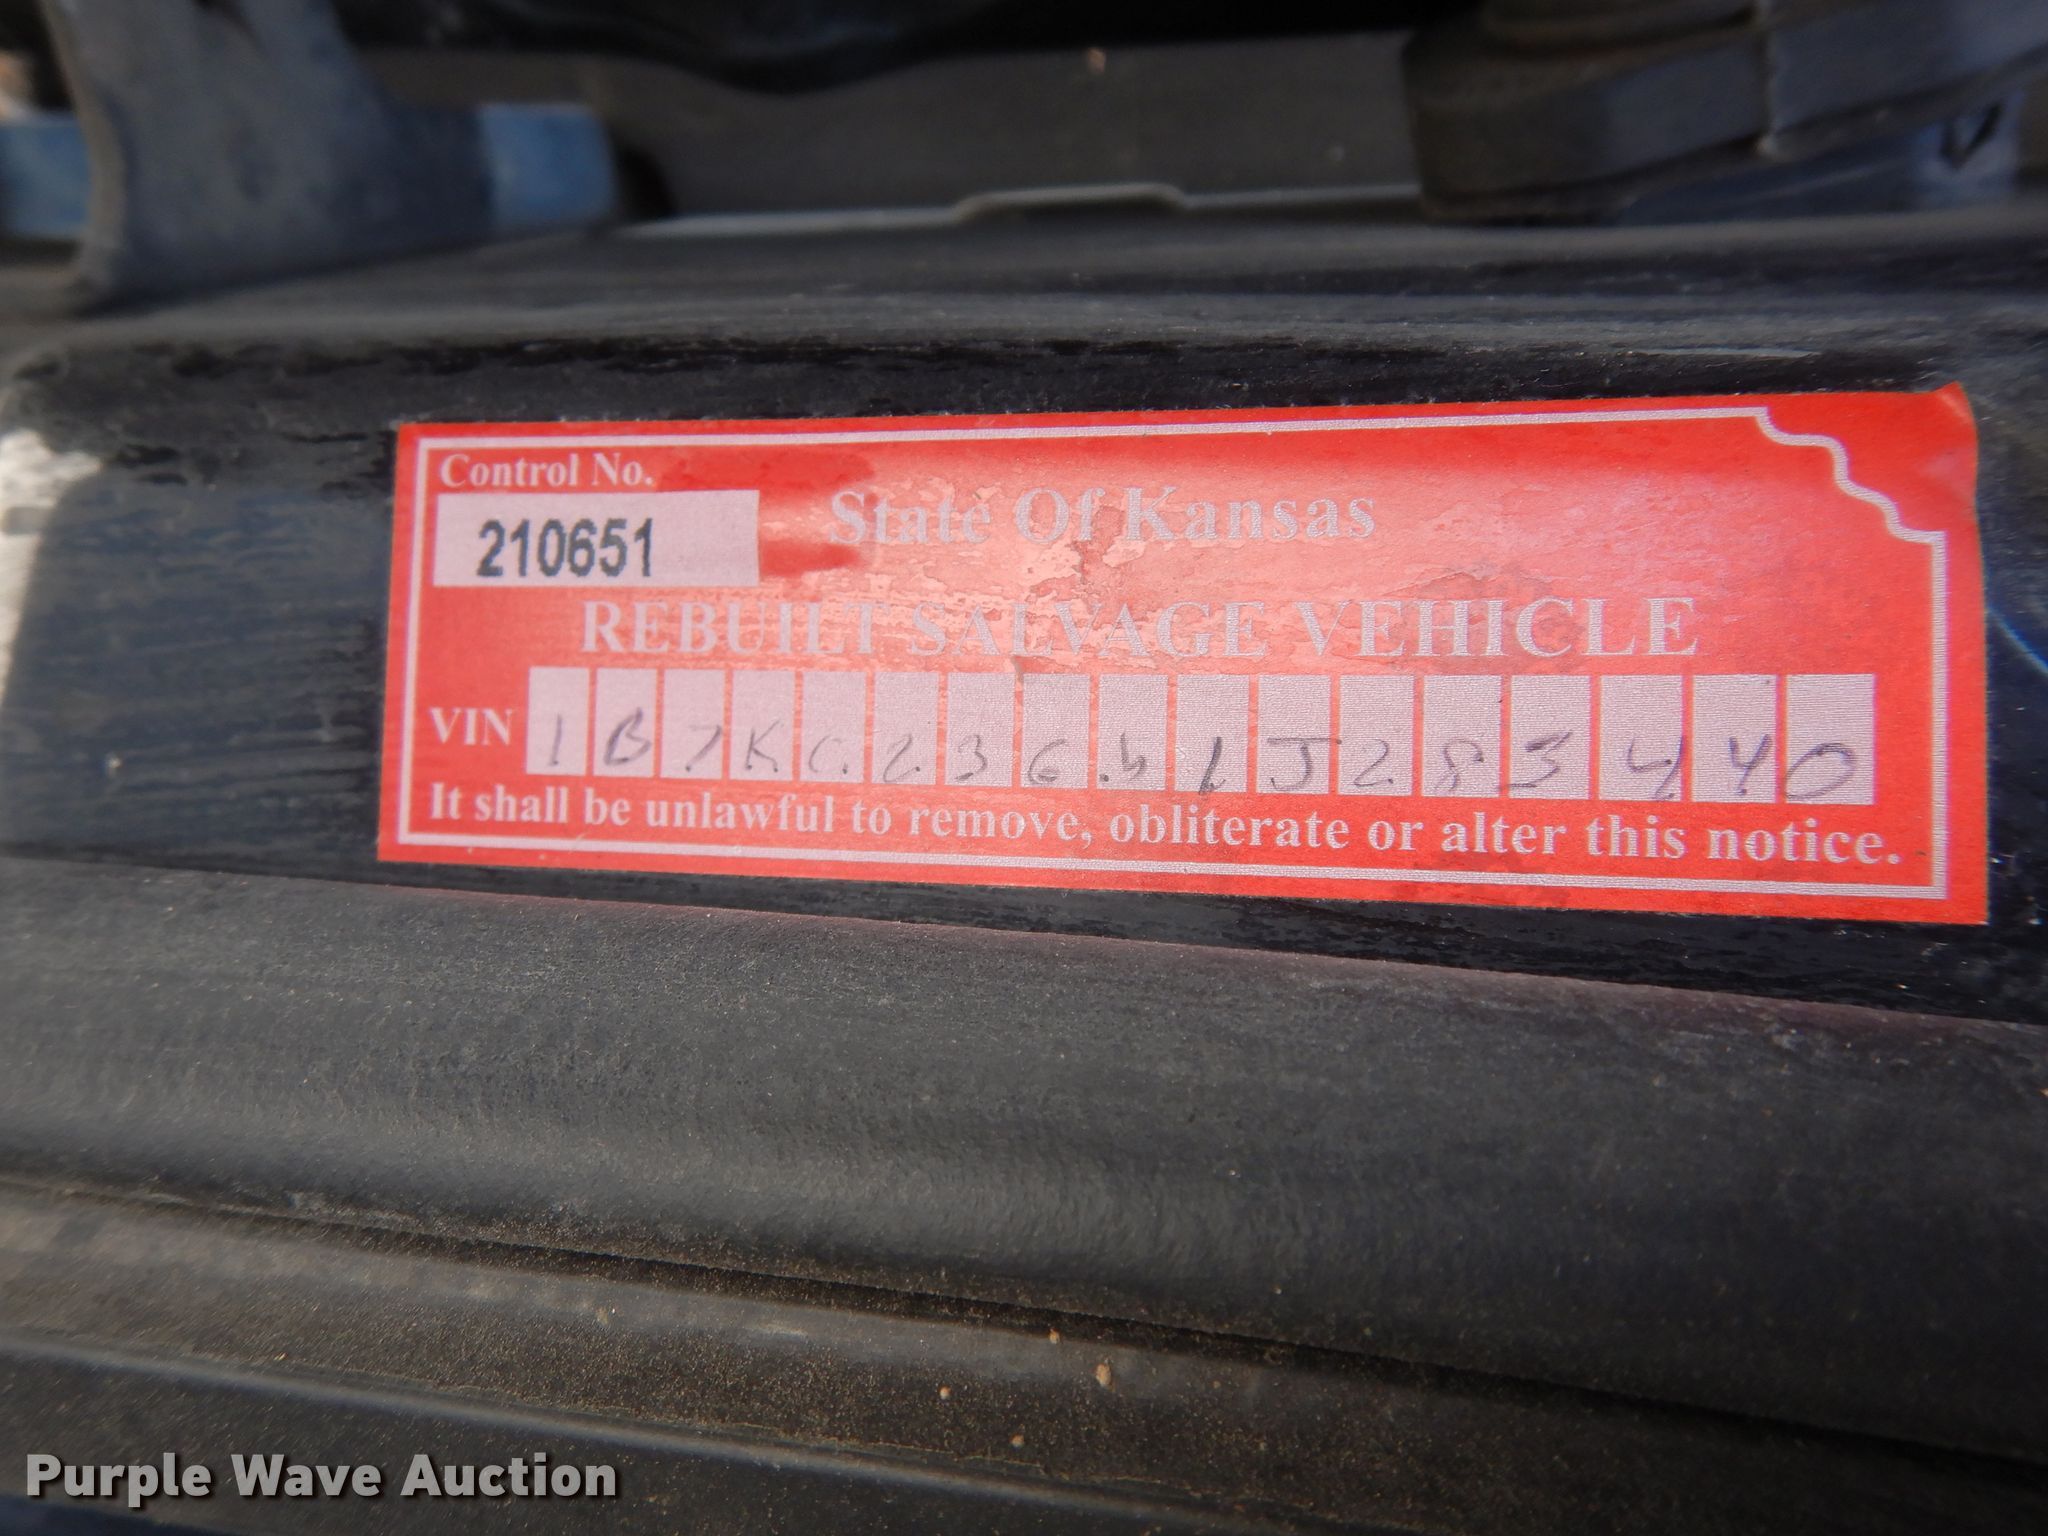 Control No.
210651
State Of Kansas
REBUILT SALVAGE VEHICLE
VIN 1B7KC23641J283440
It shall be unlawful to remove, obliterate or alter this notice.
Purple Wave Auction